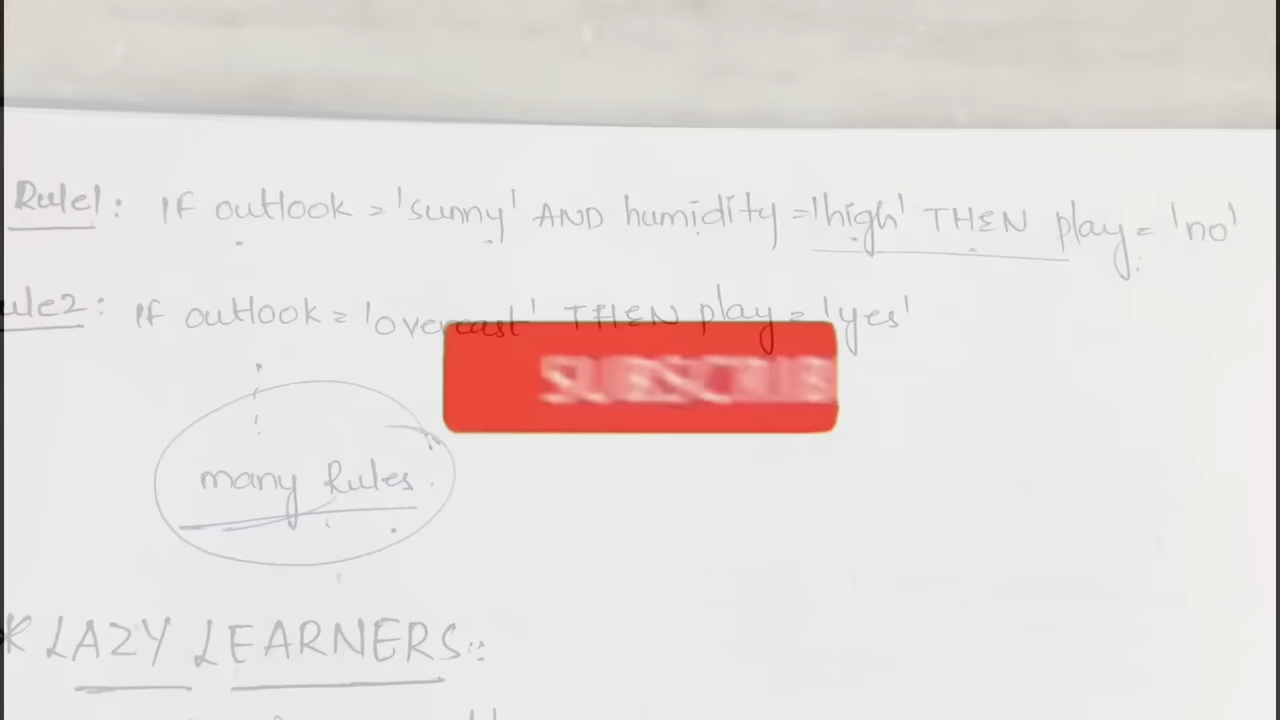 Rule1: IF outlook = 'sunny' AND humidity = 'high' THEN play = 'no'
ule2: IF outlook = 'overcast' THEN play = 'yes'
SUBSCRIB
many Rules.
LAZY LEARNERS::